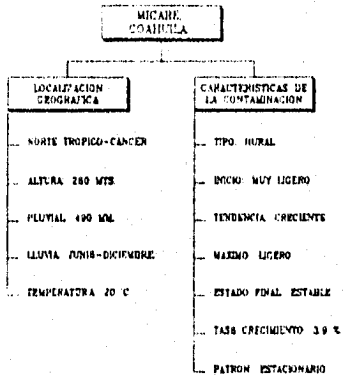 MICARE,
COAHUILA
LOCALIZACION
GEOGRAFICA
NORTE TROPICO-CANCER
ALTURA 280 MTS.
PLUVIAL 490 MM.
LLUVIA JUNIO-DICIEMBRE
TEMPERATURA 20°C
CARACTERISTICAS DE
LA CONTAMINACION
TIPO: RURAL
INICIO: MUY LIGERO
TENDENCIA CRECIENTE
MAXIMO LIGERO
ESTADO FINAL ESTABLE
TASA CRECIMIENTO 3.9 %
PATRON ESTACIONARIO